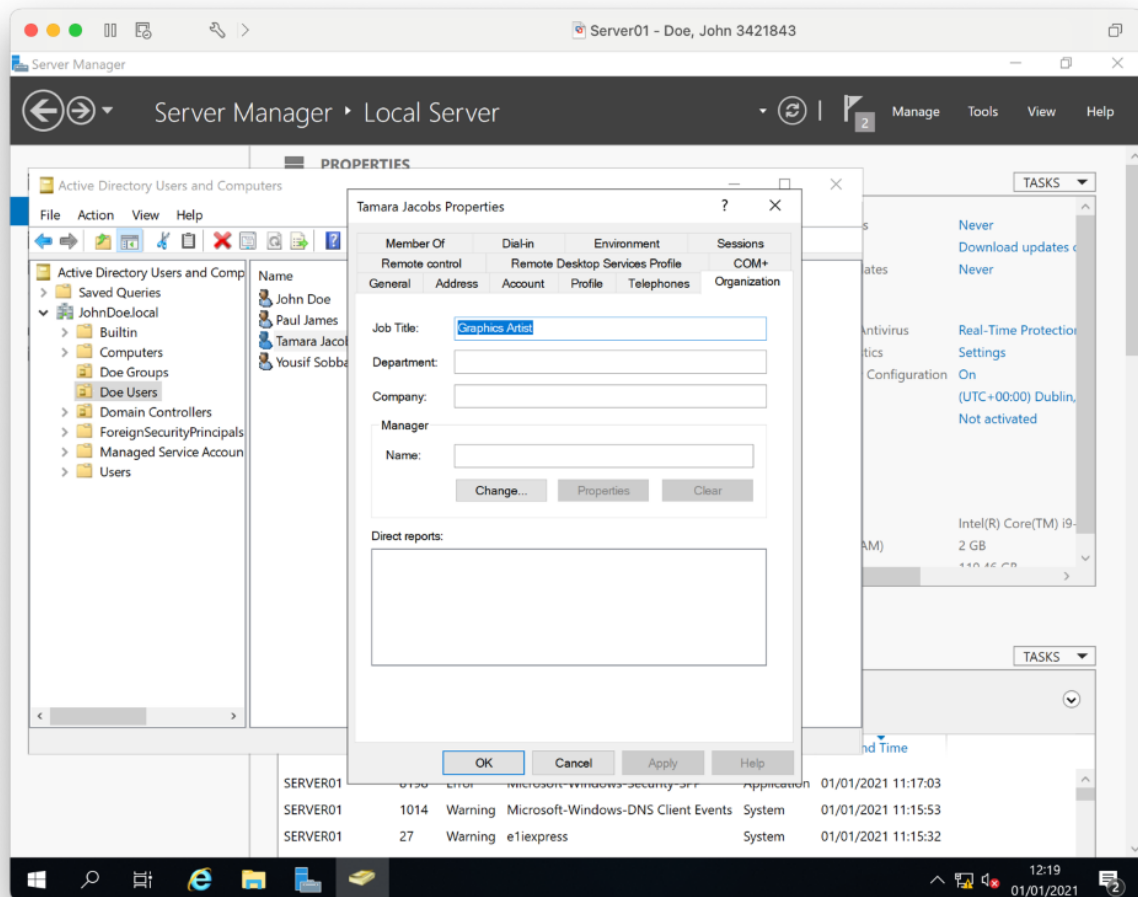 Server01 - Doe, John 3421843
Server Manager
Server Manager ‣ Local Server
2
Manage Tools View Help
PROPERTIES
TASKS
Active Directory Users and Computers
File Action View Help
Active Directory Users and Comp
Saved Queries
JohnDoe.local
Builtin
Computers
Doe Groups
Doe Users
Domain Controllers
ForeignSecurityPrincipals
Managed Service Accoun
Users
Name
John Doe
Paul James
Tamara Jacol
Yousif Sobba
Tamara Jacobs Properties
?
Member Of Dial-in Environment Sessions
Remote control Remote Desktop Services Profile COM+
General Address Account Profile Telephones Organization
Job Title: Graphics Artist
Department:
Company:
Manager
Name:
Change... Properties Clear
Direct reports:
OK Cancel Apply Help
s Never
Download updates
ates Never
Antivirus Real-Time Protection
tics Settings
Configuration On
(UTC+00:00) Dublin,
Not activated
Intel(R) Core(TM) i9-
AM) 2 GB
110.46 GB
TASKS
nd Time
SERVER01 8198 Error Microsoft-Windows-Security-SPP Application 01/01/2021 11:17:03
SERVER01 1014 Warning Microsoft-Windows-DNS Client Events System 01/01/2021 11:15:53
SERVER01 27 Warning e1iexpress System 01/01/2021 11:15:32
12:19
01/01/2021
2